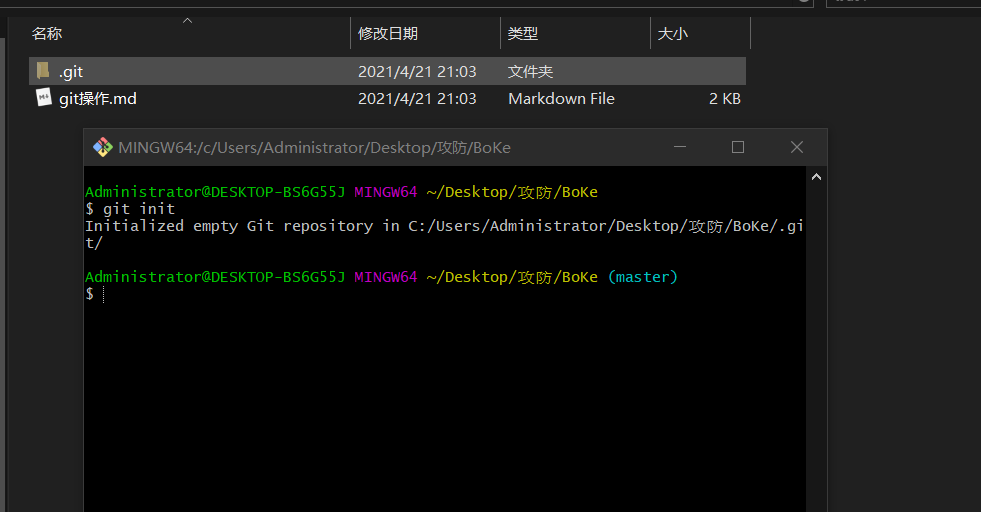 名称 修改日期 类型 大小
.git 2021/4/21 21:03 文件夹
git操作.md 2021/4/21 21:03 Markdown File 2 KB
MINGW64:/c/Users/Administrator/Desktop/攻防/BoKe
Administrator@DESKTOP-BS6G55J MINGW64 ~/Desktop/攻防/BoKe
$ git init
Initialized empty Git repository in C:/Users/Administrator/Desktop/攻防/BoKe/.gi
t/
Administrator@DESKTOP-BS6G55J MINGW64 ~/Desktop/攻防/BoKe (master)
$